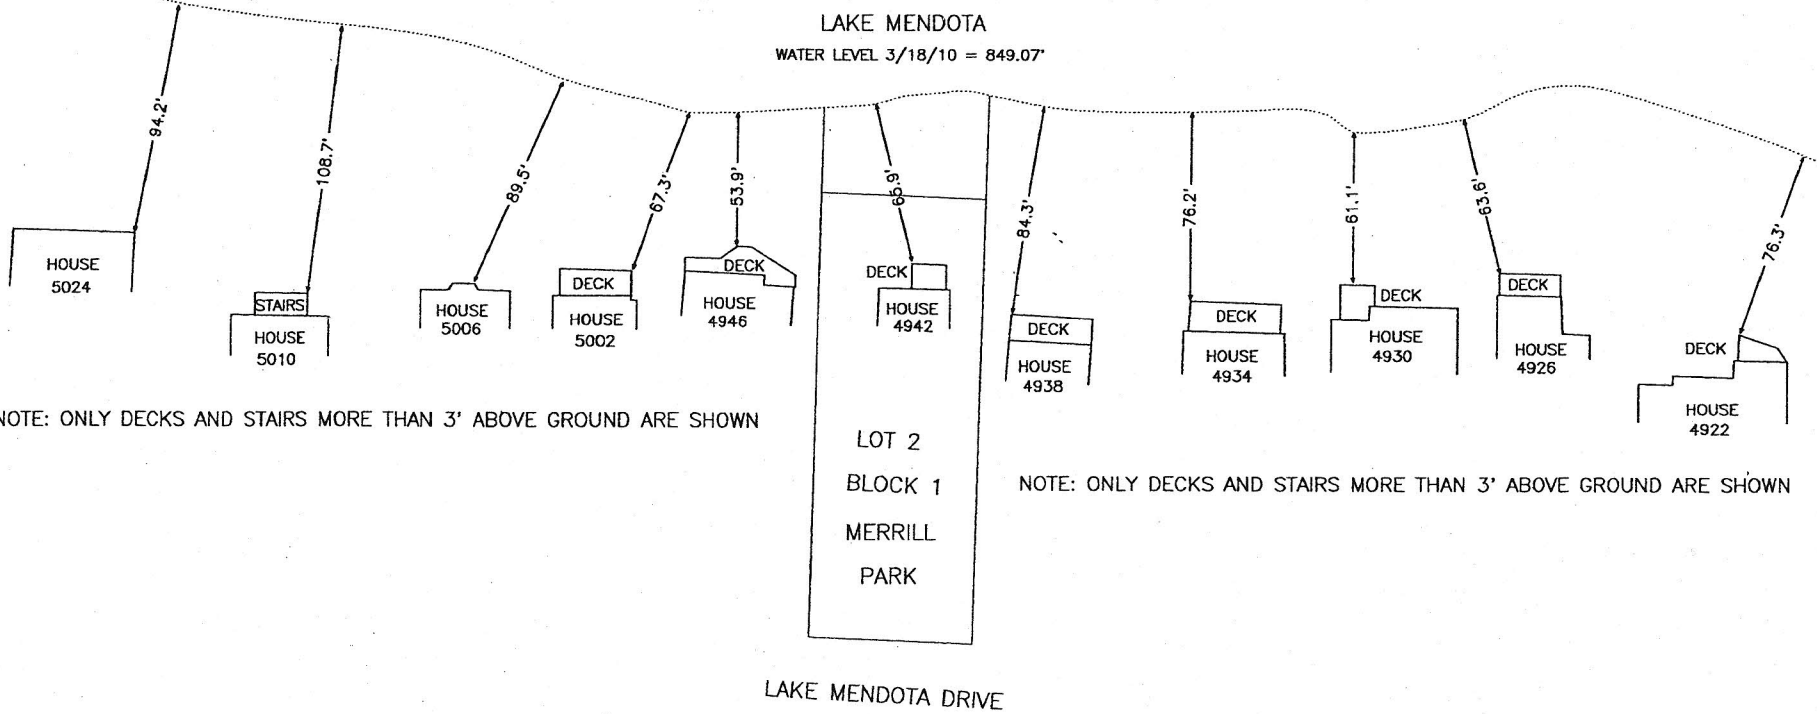 LAKE MENDOTA
WATER LEVEL 3/18/10 = 849.07'
94.2'
108.7'
89.5'
67.3'
53.9'
65.9'
84.3'
76.2'
61.1'
63.6'
76.3'
HOUSE
5024
STAIRS
HOUSE
5010
HOUSE
5006
DECK
HOUSE
5002
DECK
HOUSE
4946
DECK
HOUSE
4942
DECK
HOUSE
4938
DECK
HOUSE
4934
DECK
HOUSE
4930
DECK
HOUSE
4926
DECK
HOUSE
4922
NOTE: ONLY DECKS AND STAIRS MORE THAN 3' ABOVE GROUND ARE SHOWN
LOT 2
BLOCK 1
MERRILL
PARK
NOTE: ONLY DECKS AND STAIRS MORE THAN 3' ABOVE GROUND ARE SHOWN
LAKE MENDOTA DRIVE